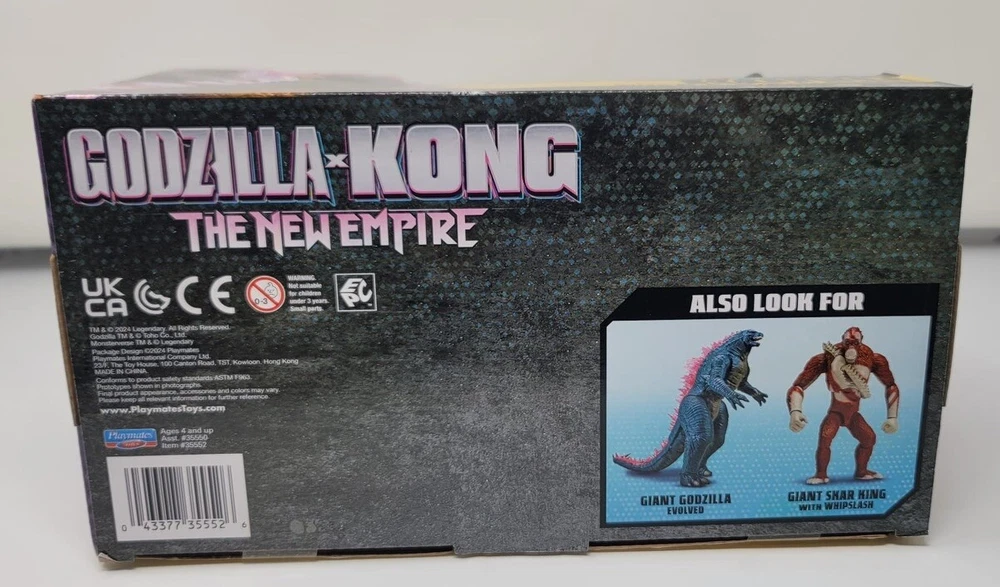 GODZILLA x KONG
THE NEW EMPIRE
UK
CA
CE
0-3
WARNING:
Not suitable
for children
under 3 years.
Small parts.
EAC
TM & © 2024 Legendary. All Rights Reserved.
Godzilla TM & © Toho Co., Ltd.
Monsterverse TM & © Legendary
Package Design ©2024 Playmates
Playmates International Company Ltd.
23/F, The Toy House, 100 Canton Road, TST, Kowloon, Hong Kong
MADE IN CHINA.
Conforms to product safety standards ASTM F963.
Prototypes shown in photographs.
Final product appearance, accessories and colors may vary.
Please keep all relevant information for further reference.
www.PlaymatesToys.com
Playmates
Ages 4 and up
Asst. #35550
Item #35552
0 43377 35552 6
ALSO LOOK FOR
GIANT GODZILLA
EVOLVED
GIANT SKAR KING
WITH WHIPSLASH